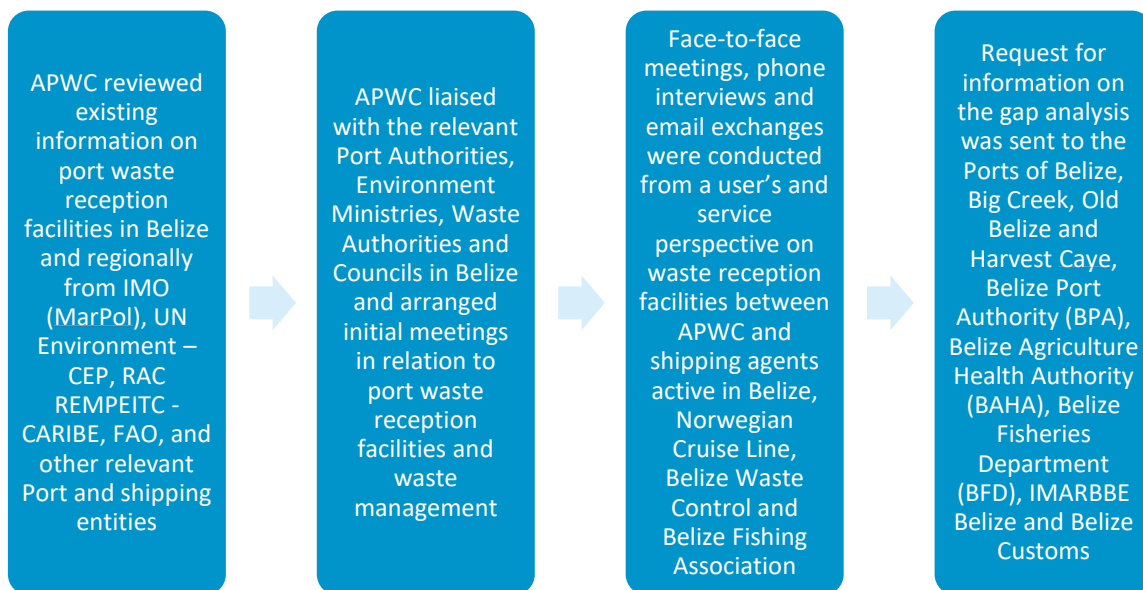 APWC reviewed
existing
information on
port waste
reception
facilities in Belize
and regionally
from IMO
(MarPol), UN
Environment –
CEP, RAC
REMPEITC -
CARIBE, FAO, and
other relevant
Port and shipping
entities
APWC liaised
with the relevant
Port Authorities,
Environment
Ministries, Waste
Authorities and
Councils in Belize
and arranged
initial meetings
in relation to
port waste
reception
facilities and
waste
management
Face-to-face
meetings, phone
interviews and
email exchanges
were conducted
from a user's and
service
perspective on
waste reception
facilities between
APWC and
shipping agents
active in Belize,
Norwegian
Cruise Line,
Belize Waste
Control and
Belize Fishing
Association
Request for
information on
the gap analysis
was sent to the
Ports of Belize,
Big Creek, Old
Belize and
Harvest Caye,
Belize Port
Authority (BPA),
Belize Agriculture
Health Authority
(BAHA), Belize
Fisheries
Department
(BFD), IMARBBE
Belize and Belize
Customs